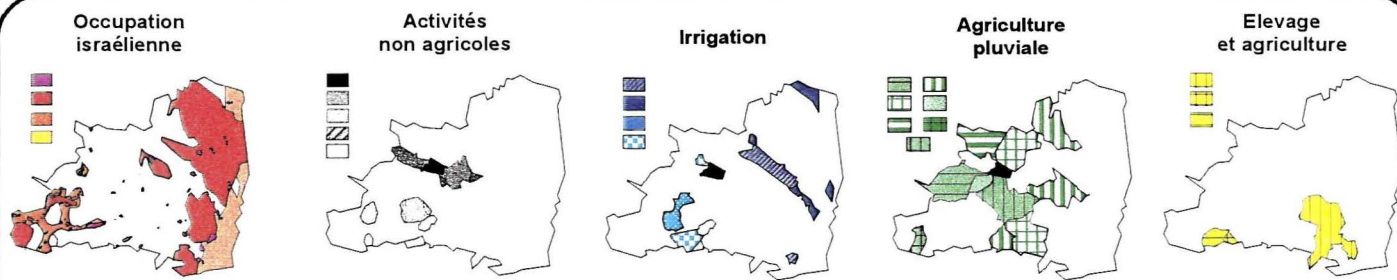 Occupation
israélienne
Activités
non agricoles
Irrigation
Agriculture
pluviale
Elevage
et agriculture